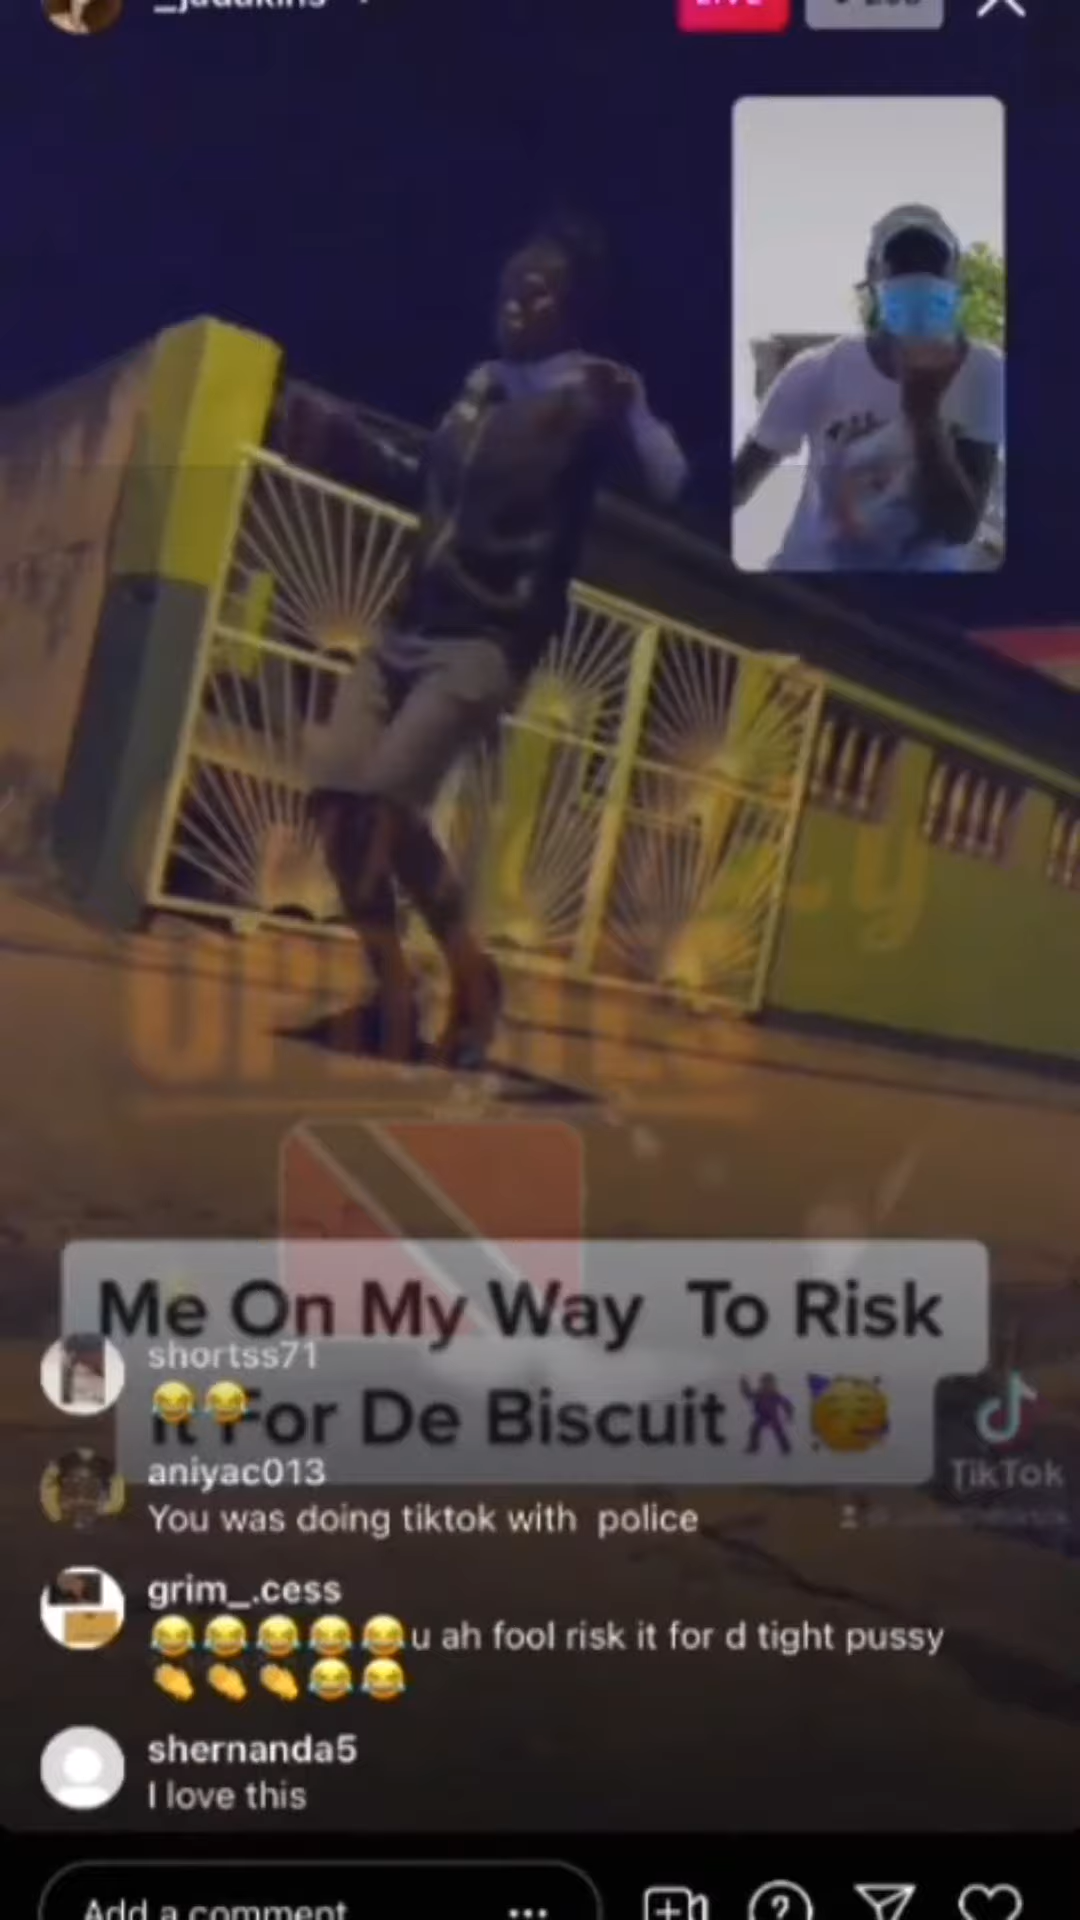 LIVE
Me On My Way To Risk
it For De Biscuit🕺🥳
shortss71
😂😂
aniyac013
You was doing tiktok with police
grim_.cess
😂😂😂😂😂u ah fool risk it for d tight pussy
👏👏👏😂😂
shernanda5
I love this
TikTok
Add a comment